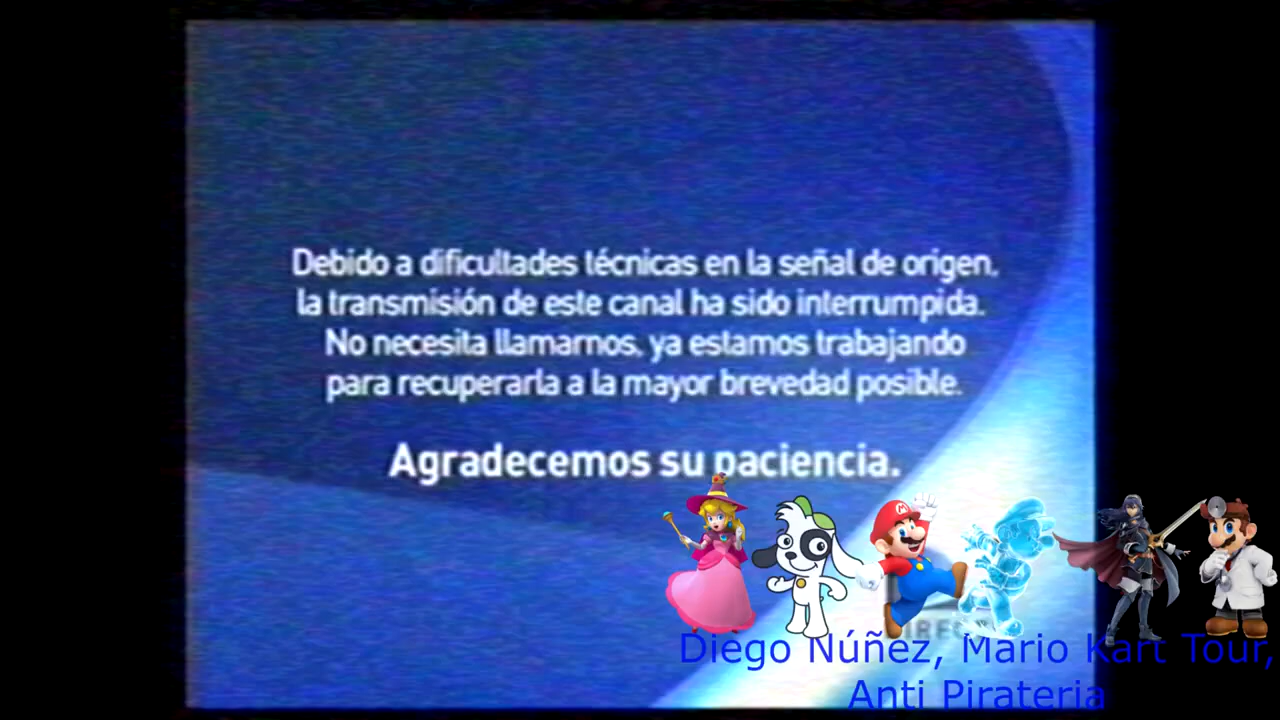 Debido a dificultades técnicas en la señal de origen,
la transmisión de este canal ha sido interrumpida.
No necesita llamarnos, ya estamos trabajando
para recuperarla a la mayor brevedad posible.
Agradecemos su paciencia.
Diego Núñez, Mario Kart Tour,
Anti Pirateria